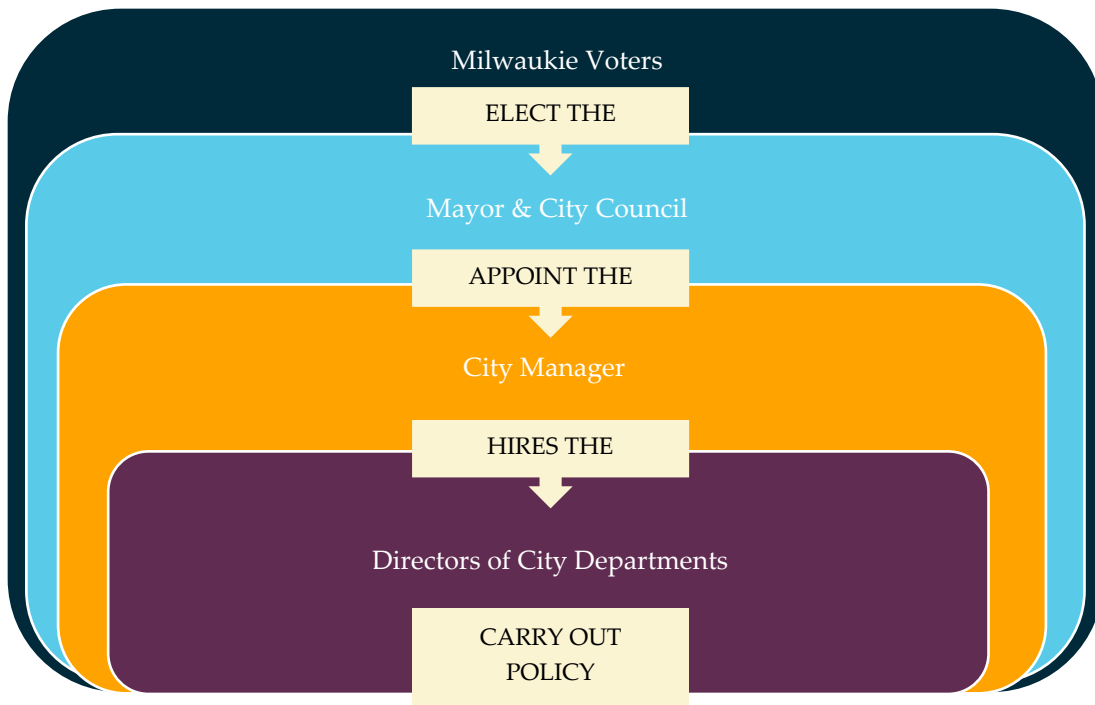 Milwaukie Voters
ELECT THE
Mayor & City Council
APPOINT THE
City Manager
HIRES THE
Directors of City Departments
CARRY OUT
POLICY